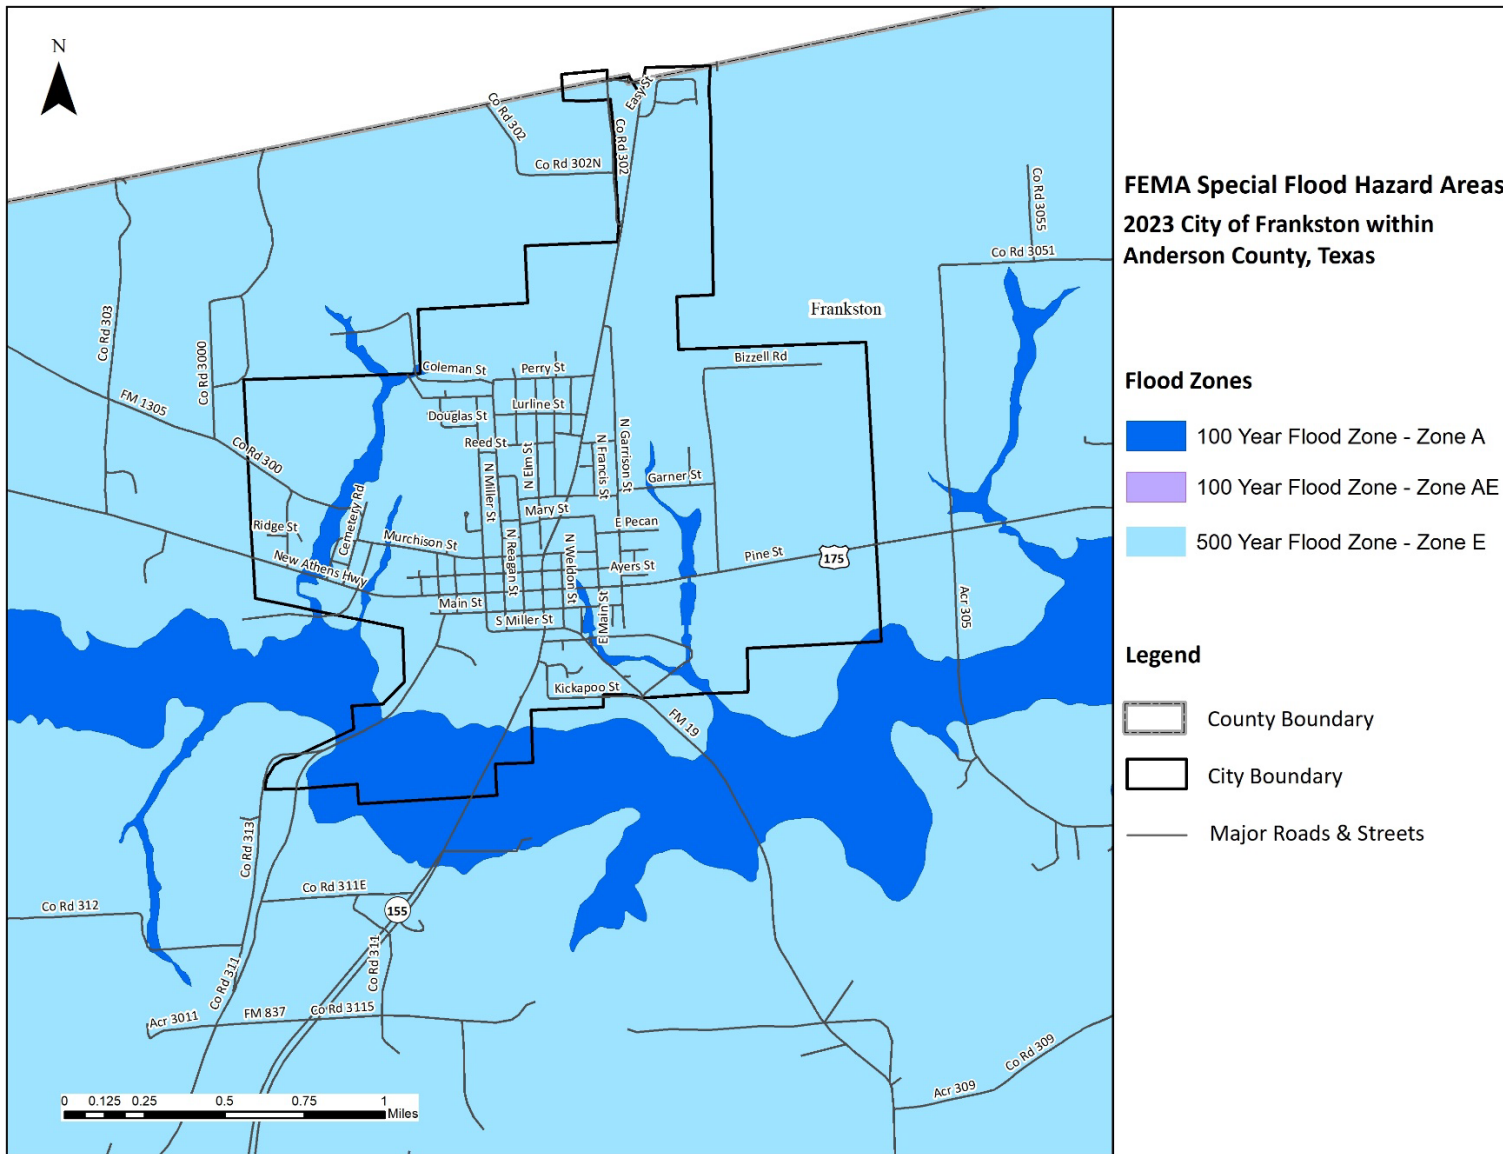 N
Easy St
Co Rd 302
Co Rd 302
Co Rd 302N
Co Rd 3055
Co Rd 3051
Co Rd 303
Co Rd 3000
Frankston
Bizzell Rd
Coleman St
Perry St
FM 1305
Lurline St
Douglas St
Reed St
Co Rd 300
N Elm St
N Francis St
N Garrison St
N Miller St
Garner St
Mary St
Cemetery Rd
Ridge St
E Pecan
Murchison St
N Reagan St
N Weldon St
Pine St
175
New Athens Hwy
Ayers St
Main St
E Main St
S Miller St
Acr 305
Kickapoo St
FM 19
Co Rd 313
Co Rd 311E
Co Rd 312
155
Co Rd 311
Co Rd 311
Acr 3011
FM 837
Co Rd 3115
Co Rd 309
Acr 309
0 0.125 0.25 0.5 0.75 1
Miles
FEMA Special Flood Hazard Areas
2023 City of Frankston within
Anderson County, Texas
Flood Zones
100 Year Flood Zone - Zone A
100 Year Flood Zone - Zone AE
500 Year Flood Zone - Zone E
Legend
County Boundary
City Boundary
Major Roads & Streets